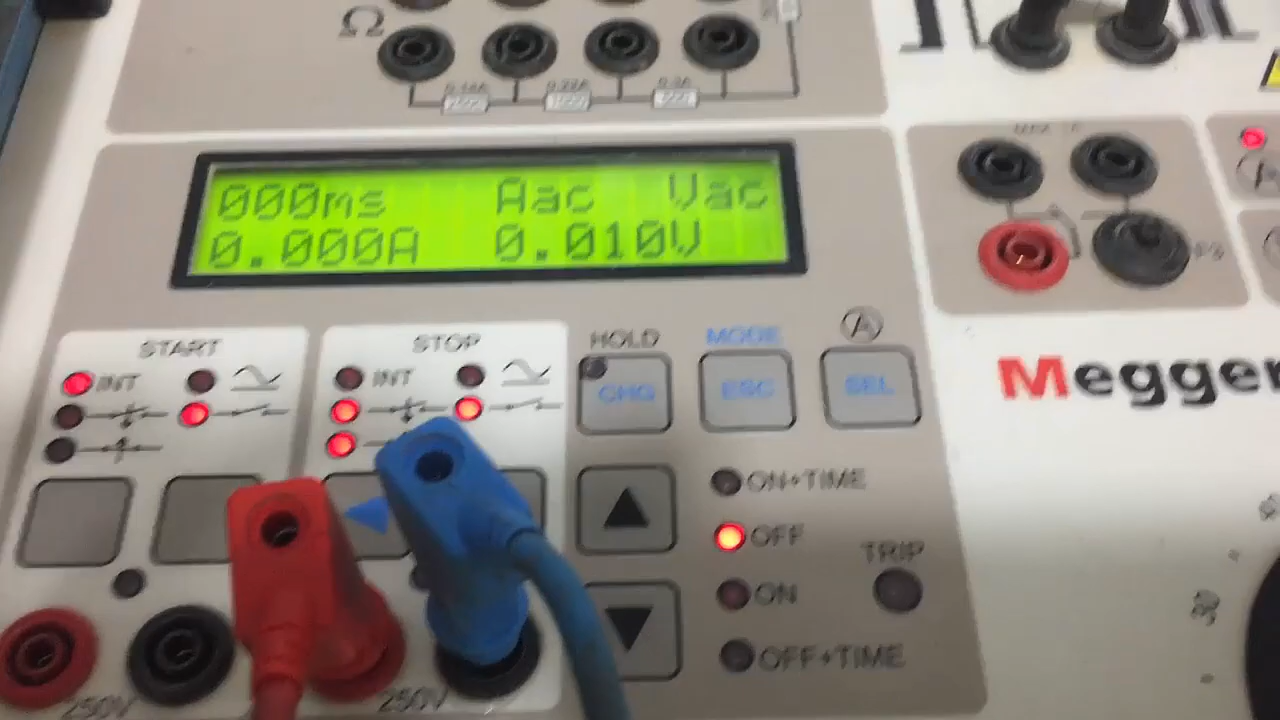 Ω
000ms Aac Vac
0.000A 0.010V
START
INT
STOP
INT
HOLD
CHG
MODE
ESC
A
SEL
ON+TIME
OFF
ON
OFF+TIME
TRIP
Megger
250V
250V